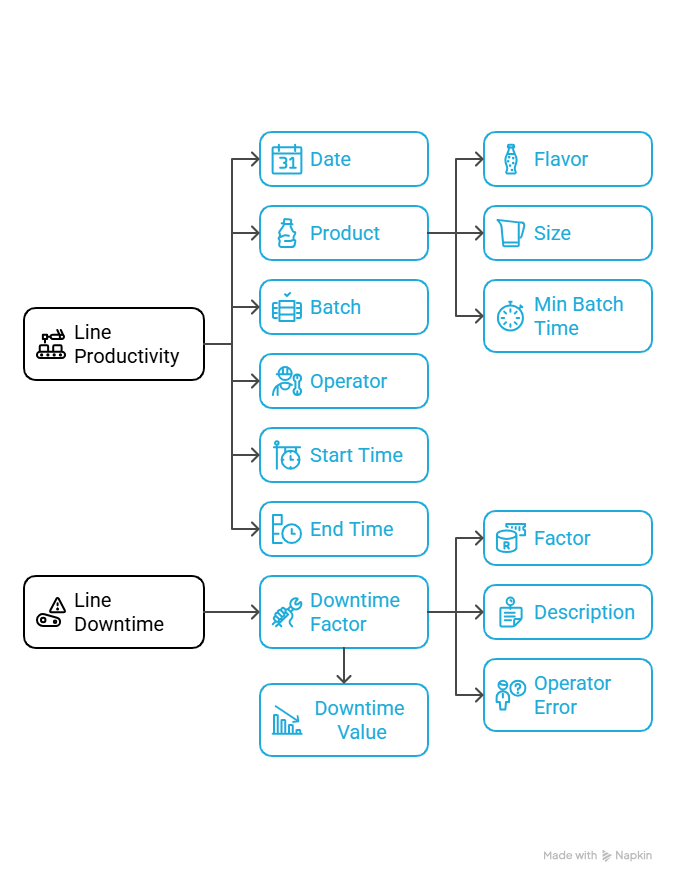 Date
Product
Batch
Operator
Start Time
End Time
Flavor
Size
Min Batch
Time
Line
Productivity
Line
Downtime
Downtime
Factor
Downtime
Value
Factor
Description
Operator
Error
31
R
?
Made with Napkin